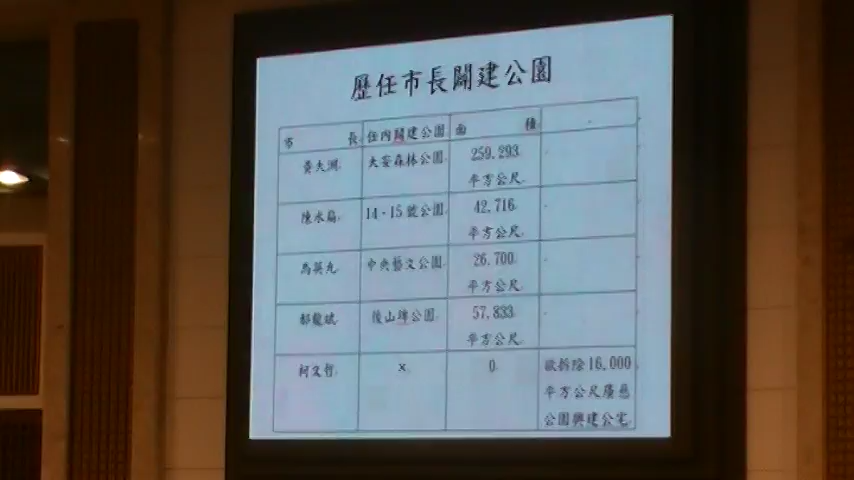 歷任市長闢建公園
市長 任內闢建公園 面積
黃大洲 大安森林公園 259,293 平方公尺
陳水扁 14、15號公園 42,716 平方公尺
馬英九 中央藝文公園 26,700 平方公尺
郝龍斌 後山埤公園 57,833 平方公尺
柯文哲 x 0 欲拆除16,000
平方公尺廣慈
公園興建公宅